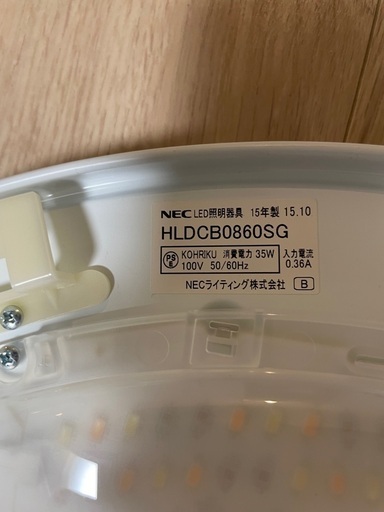 NEC LED照明器具 15年製 15.10
HLDCB0860SG
PS E KOHRIKU 消費電力 35W 入力電流
100V 50/60Hz 0.36A
NECライティング株式会社 B